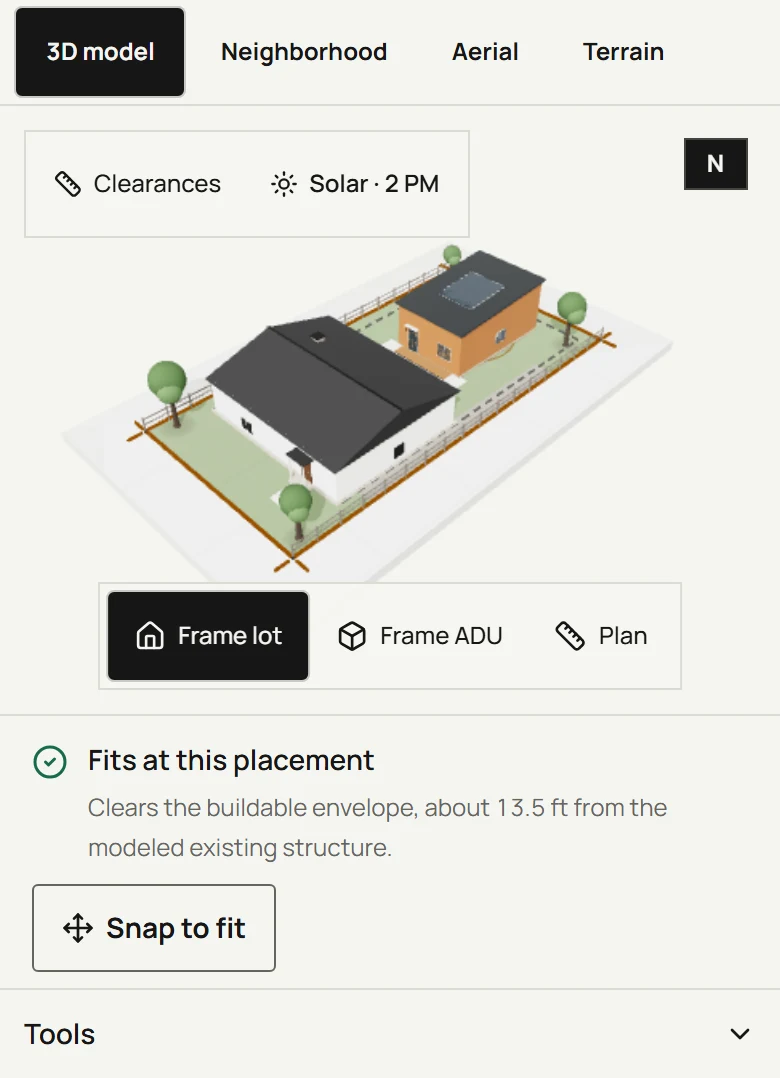 3D model Neighborhood Aerial Terrain
Clearances Solar · 2 PM N
Frame lot Frame ADU Plan
Fits at this placement
Clears the buildable envelope, about 13.5 ft from the
modeled existing structure.
Snap to fit
Tools